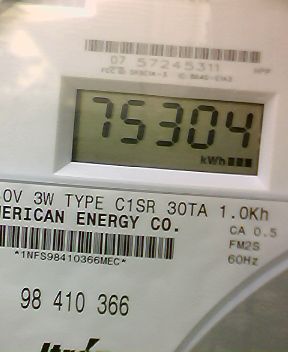 07 57245311
75304
kWh
3W TYPE C1SR 30TA 1.0Kh
ERICAN ENERGY CO.
CA 0.5
FM2S
*1NFS98410366MEC*
60Hz
98 410 366